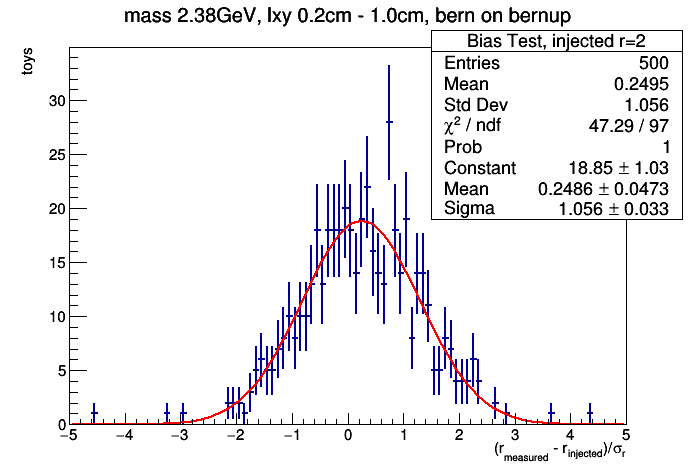 mass 2.38GeV, lxy 0.2cm - 1.0cm, bern on bernup
toys
Bias Test, injected r=2
Entries 500
Mean 0.2495
Std Dev 1.056
χ² / ndf 47.29 / 97
Prob 1
Constant 18.85 ± 1.03
Mean 0.2486 ± 0.0473
Sigma 1.056 ± 0.033
30
25
20
15
10
5
0
−5 −4 −3 −2 −1 0 1 2 3 4 5
(r_measured - r_injected)/σ_r